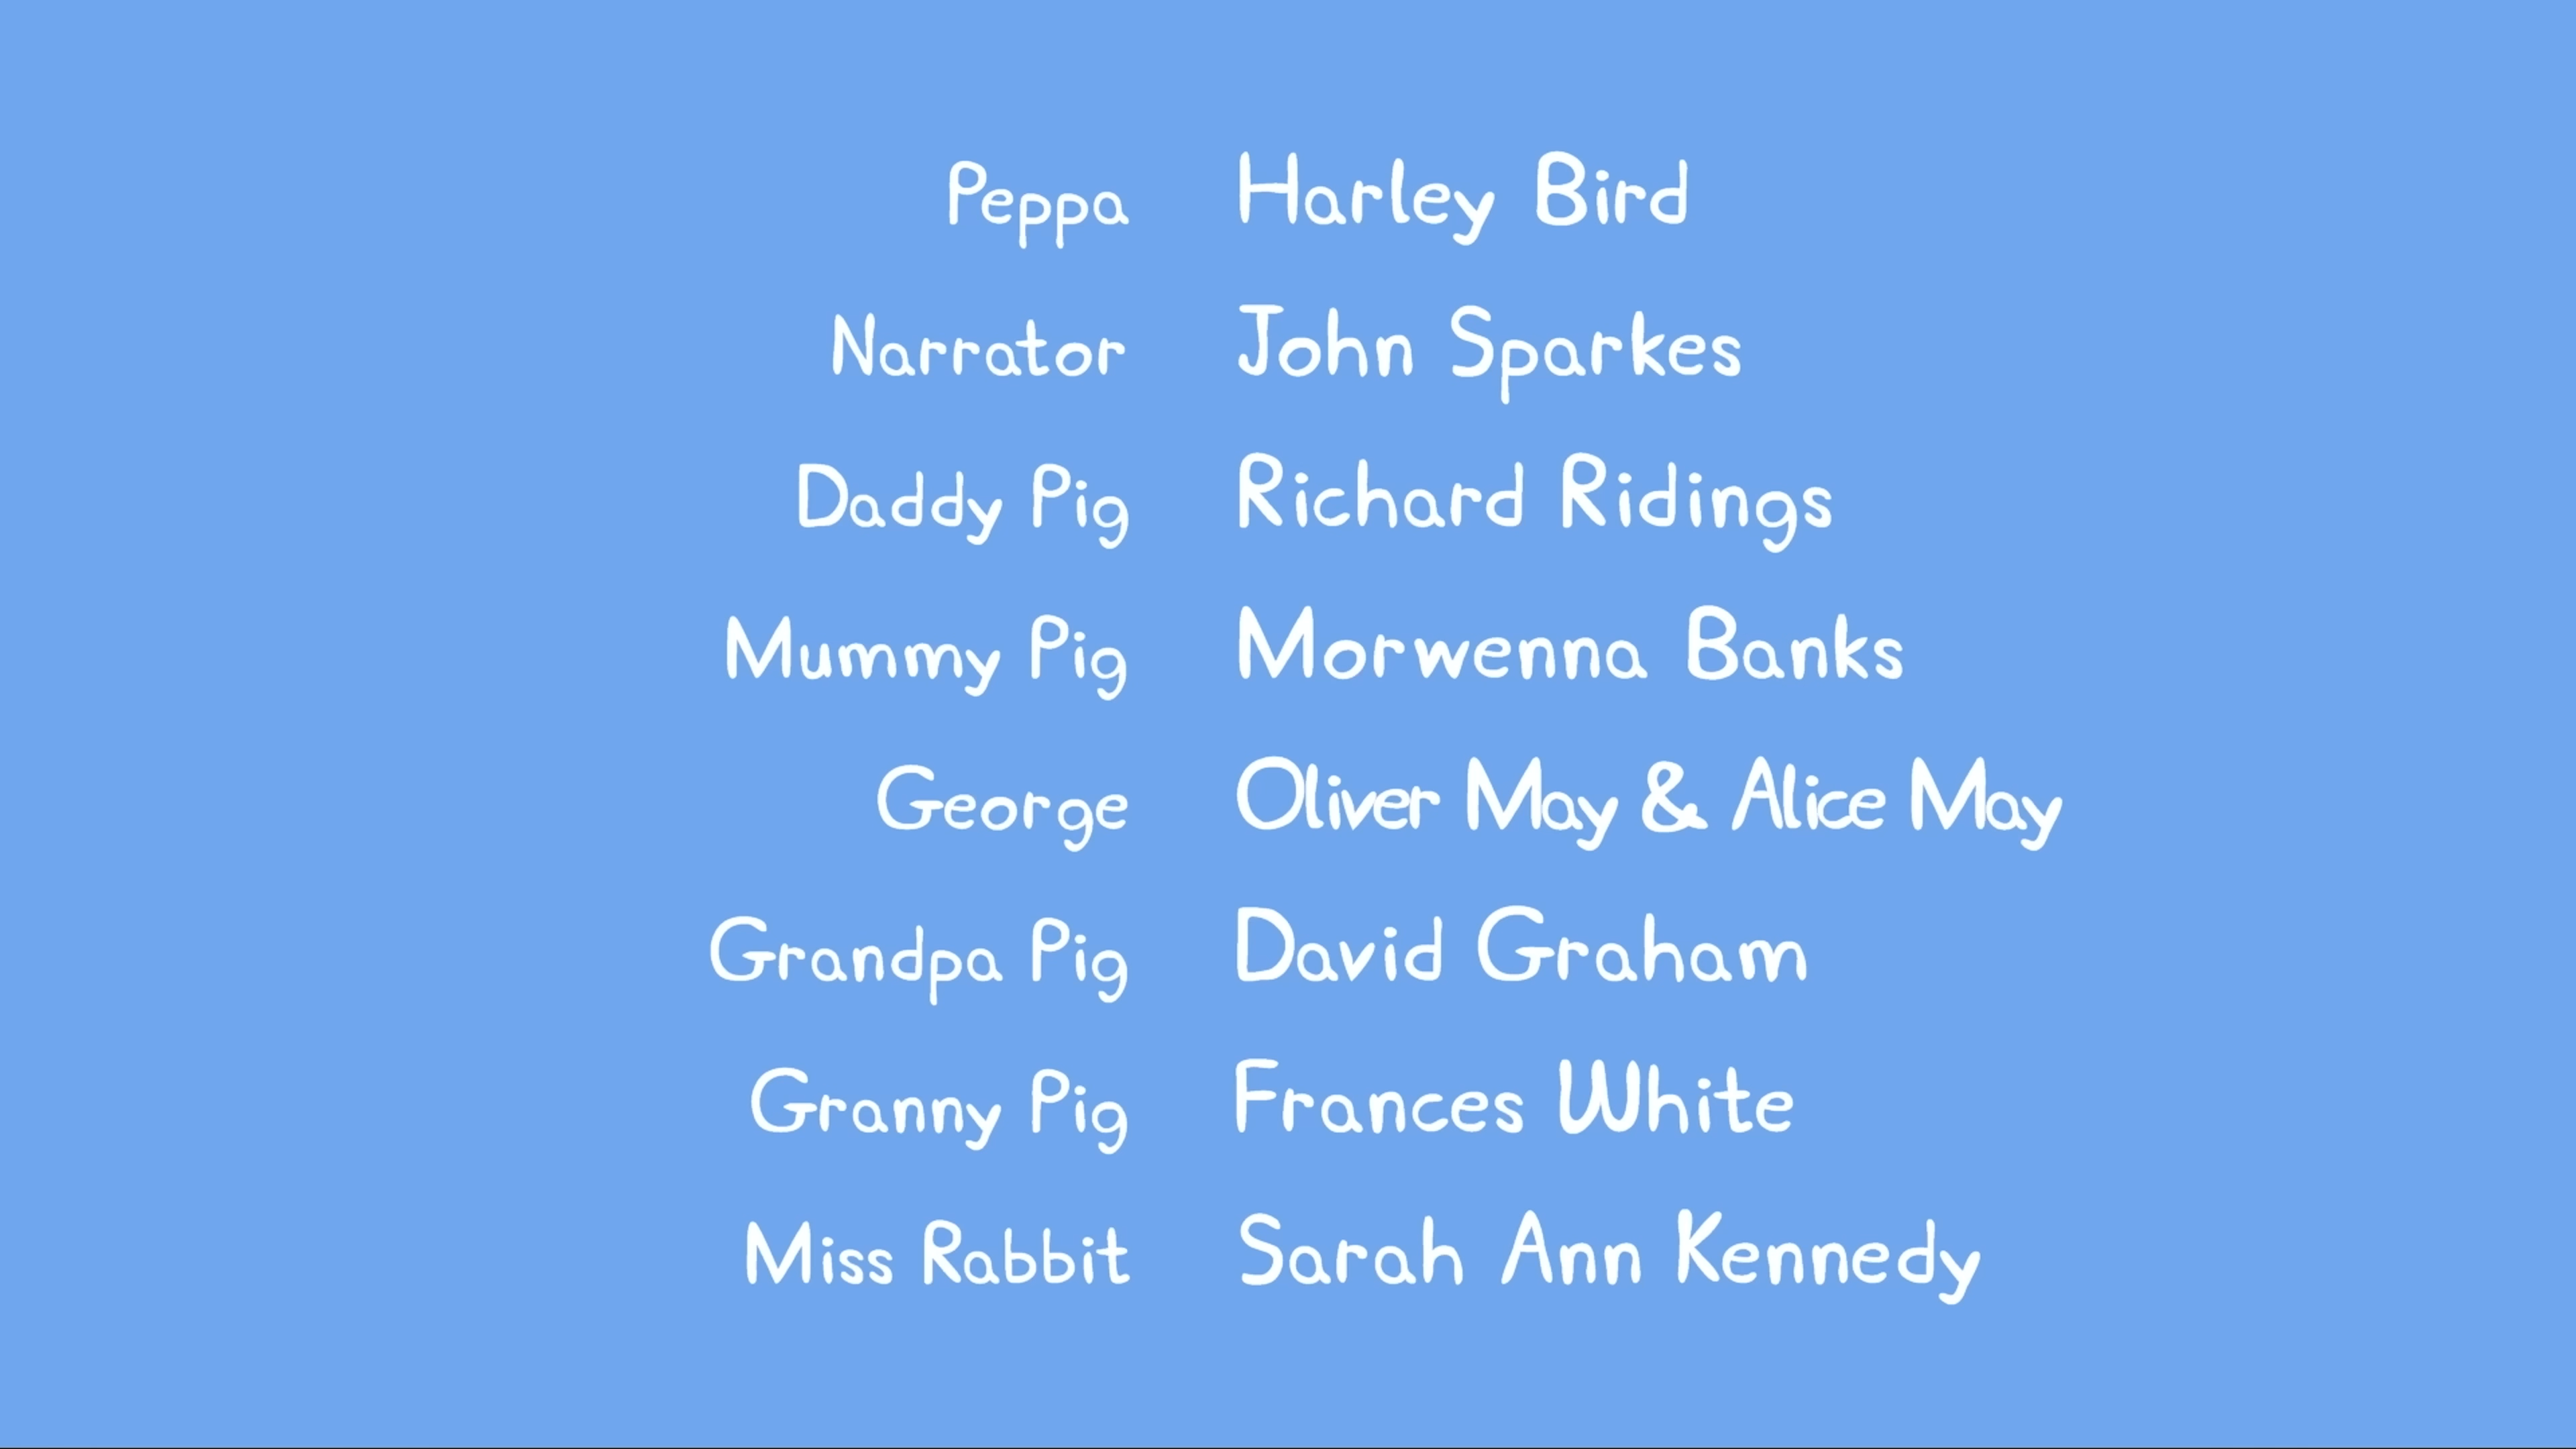 Peppa Harley Bird
Narrator John Sparkes
Daddy Pig Richard Ridings
Mummy Pig Morwenna Banks
George Oliver May & Alice May
Grandpa Pig David Graham
Granny Pig Frances White
Miss Rabbit Sarah Ann Kennedy